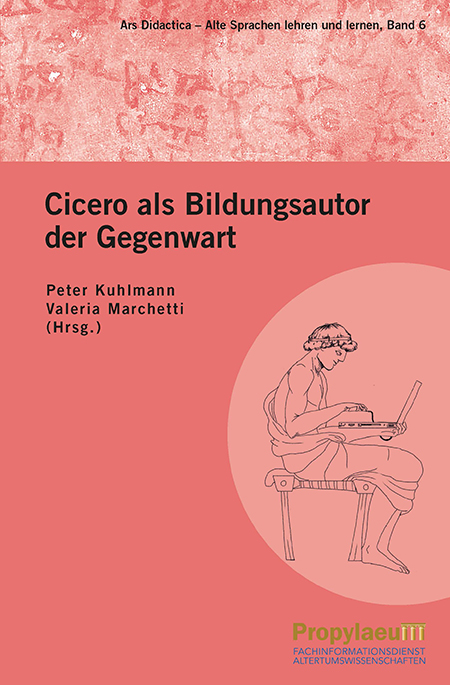 Ars Didactica – Alte Sprachen lehren und lernen, Band 6
Cicero als Bildungsautor
der Gegenwart
Peter Kuhlmann
Valeria Marchetti
(Hrsg.)
Propylaeum
FACHINFORMATIONSDIENST
ALTERTUMSWISSENSCHAFTEN